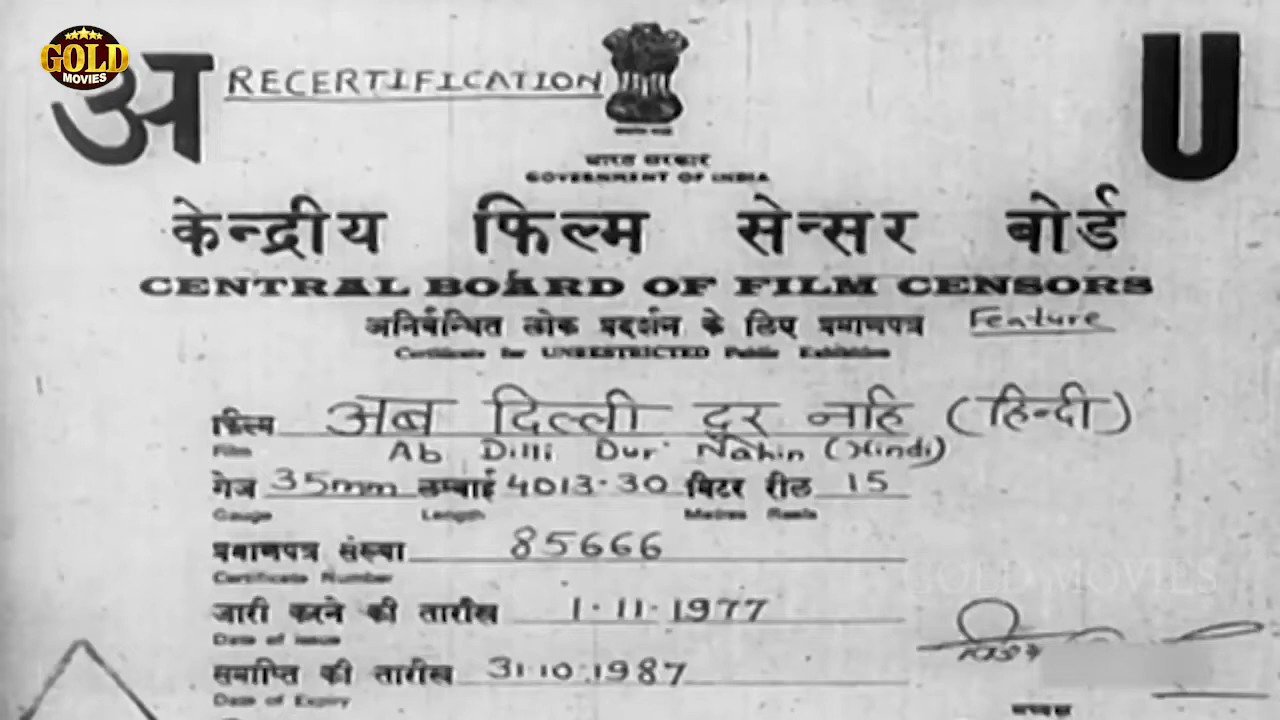 GOLD
MOVIES
अ RECERTIFICATION U
भारत सरकार
GOVERNMENT OF INDIA
केन्द्रीय फिल्म सेन्सर बोर्ड
CENTRAL BOARD OF FILM CENSORS
अनिर्बन्धित लोक प्रदर्शन के लिए प्रमाणपत्र Feature
Certificate for UNRESTRICTED Public Exhibition
फिल्म अब दिल्ली दुर नहि (हिन्दी)
Film Ab Dilli Dur Nahin (Hindi)
गेज 35mm लम्बाई 4013.30 मिटर रील 15
Gauge Length Metres Reels
प्रमाणपत्र संख्या 85666
Certificate Number
GOLD MOVIES
जारी करने की तारीख 1.11.1977
Date of Issue
समाप्ति की तारीख 31.10.1987
Date of Expiry
अध्यक्ष